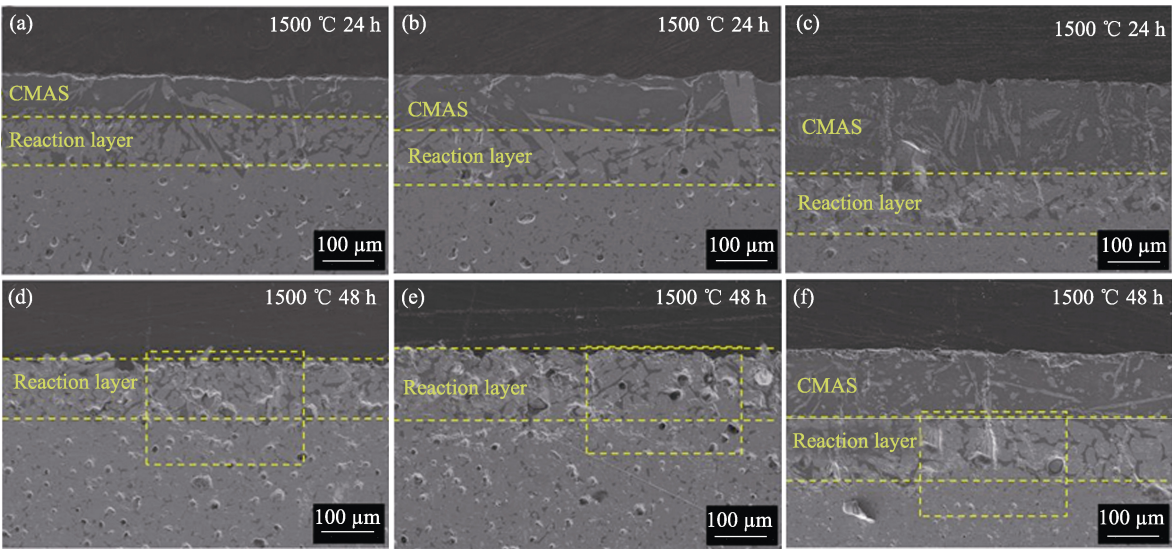 (a) 1500 ℃ 24 h
CMAS
Reaction layer
100 μm
(b) 1500 ℃ 24 h
CMAS
Reaction layer
100 μm
(c) 1500 ℃ 24 h
CMAS
Reaction layer
100 μm
(d) 1500 ℃ 48 h
Reaction layer
100 μm
(e) 1500 ℃ 48 h
Reaction layer
100 μm
(f) 1500 ℃ 48 h
CMAS
Reaction layer
100 μm